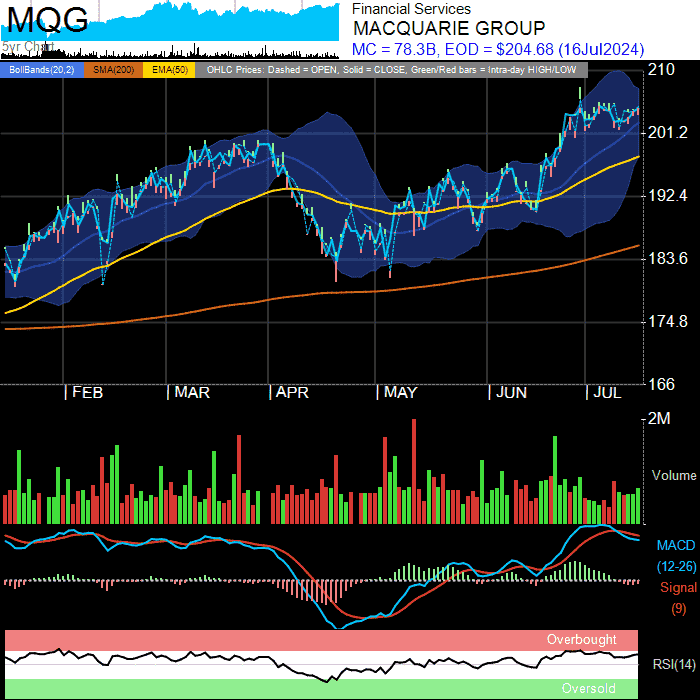 MQG
5yr Chart
Financial Services
MACQUARIE GROUP
MC = 78.3B, EOD = $204.68 (16Jul2024)
BollBands(20,2) SMA(200) EMA(50) OHLC Prices: Dashed = OPEN, Solid = CLOSE, Green/Red bars = Intra-day HIGH/LOW
210
201.2
192.4
183.6
174.8
166
FEB MAR APR MAY JUN JUL
2M
Volume
MACD
(12-26)
Signal
(9)
Overbought
RSI(14)
Oversold